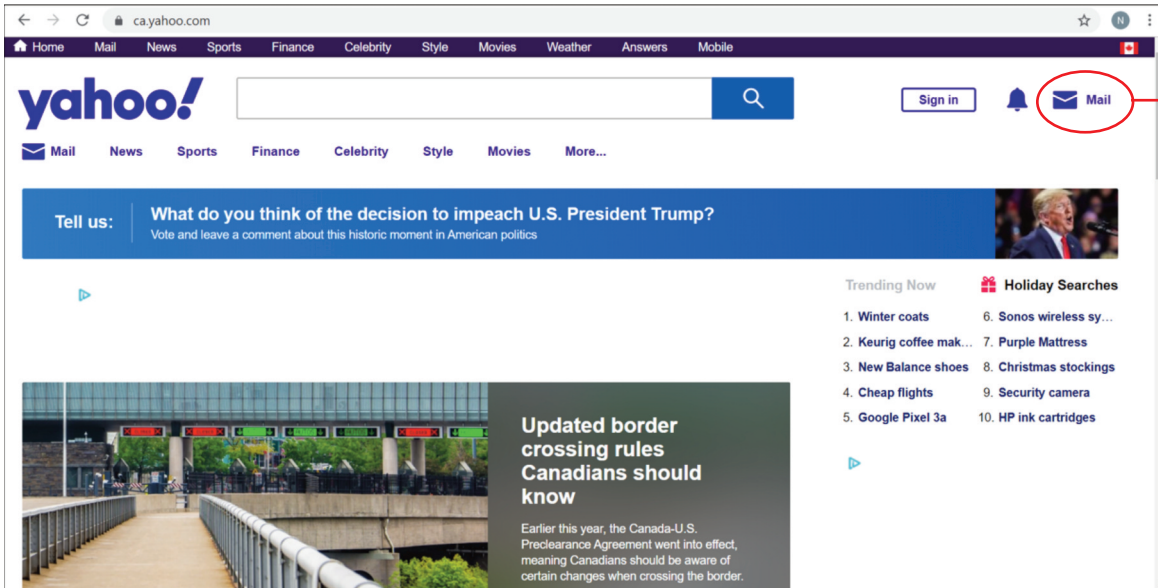 ca.yahoo.com
N
Home Mail News Sports Finance Celebrity Style Movies Weather Answers Mobile
yahoo!
Sign in
Mail
Mail News Sports Finance Celebrity Style Movies More...
Tell us:
What do you think of the decision to impeach U.S. President Trump?
Vote and leave a comment about this historic moment in American politics
Trending Now
Holiday Searches
1. Winter coats
2. Keurig coffee mak...
3. New Balance shoes
4. Cheap flights
5. Google Pixel 3a
6. Sonos wireless sy...
7. Purple Mattress
8. Christmas stockings
9. Security camera
10. HP ink cartridges
Updated border
crossing rules
Canadians should
know
Earlier this year, the Canada-U.S.
Preclearance Agreement went into effect,
meaning Canadians should be aware of
certain changes when crossing the border.